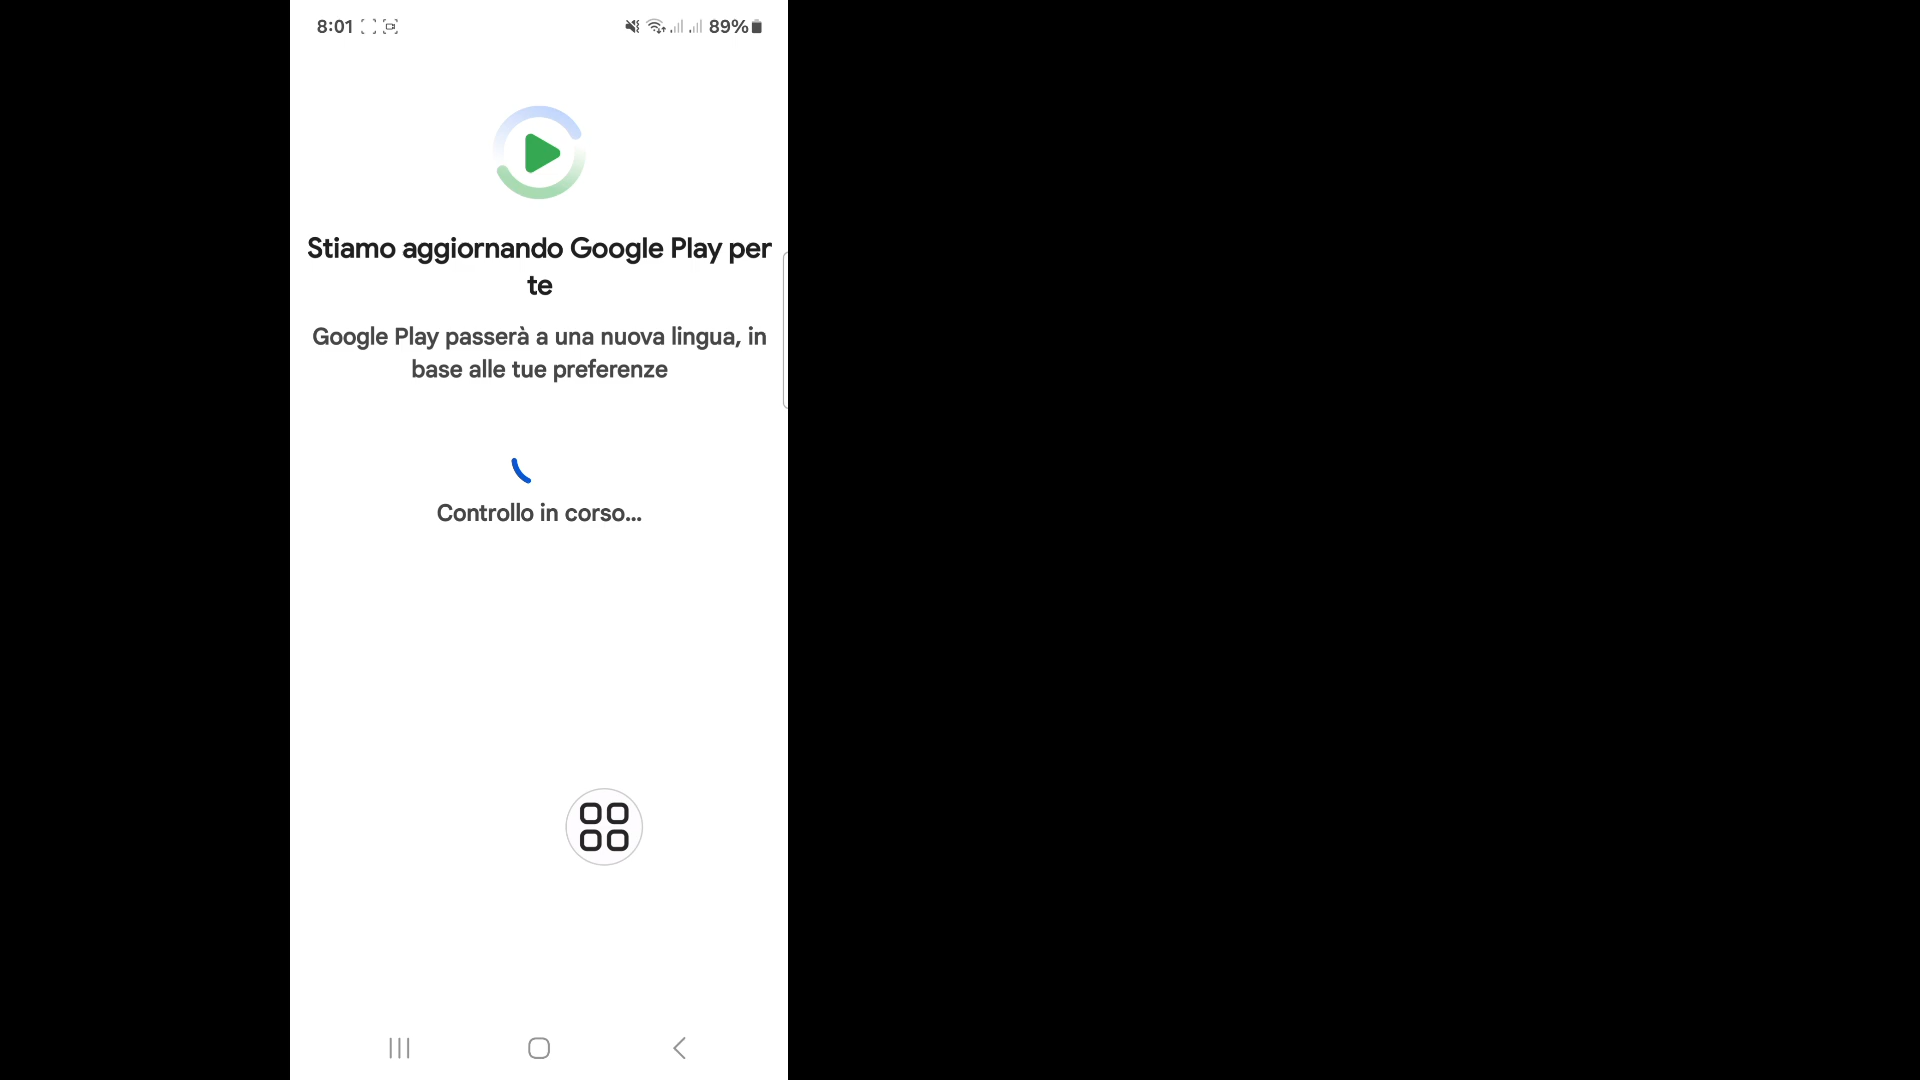 8:01 89%
Stiamo aggiornando Google Play per
te
Google Play passerà a una nuova lingua, in
base alle tue preferenze
Controllo in corso...